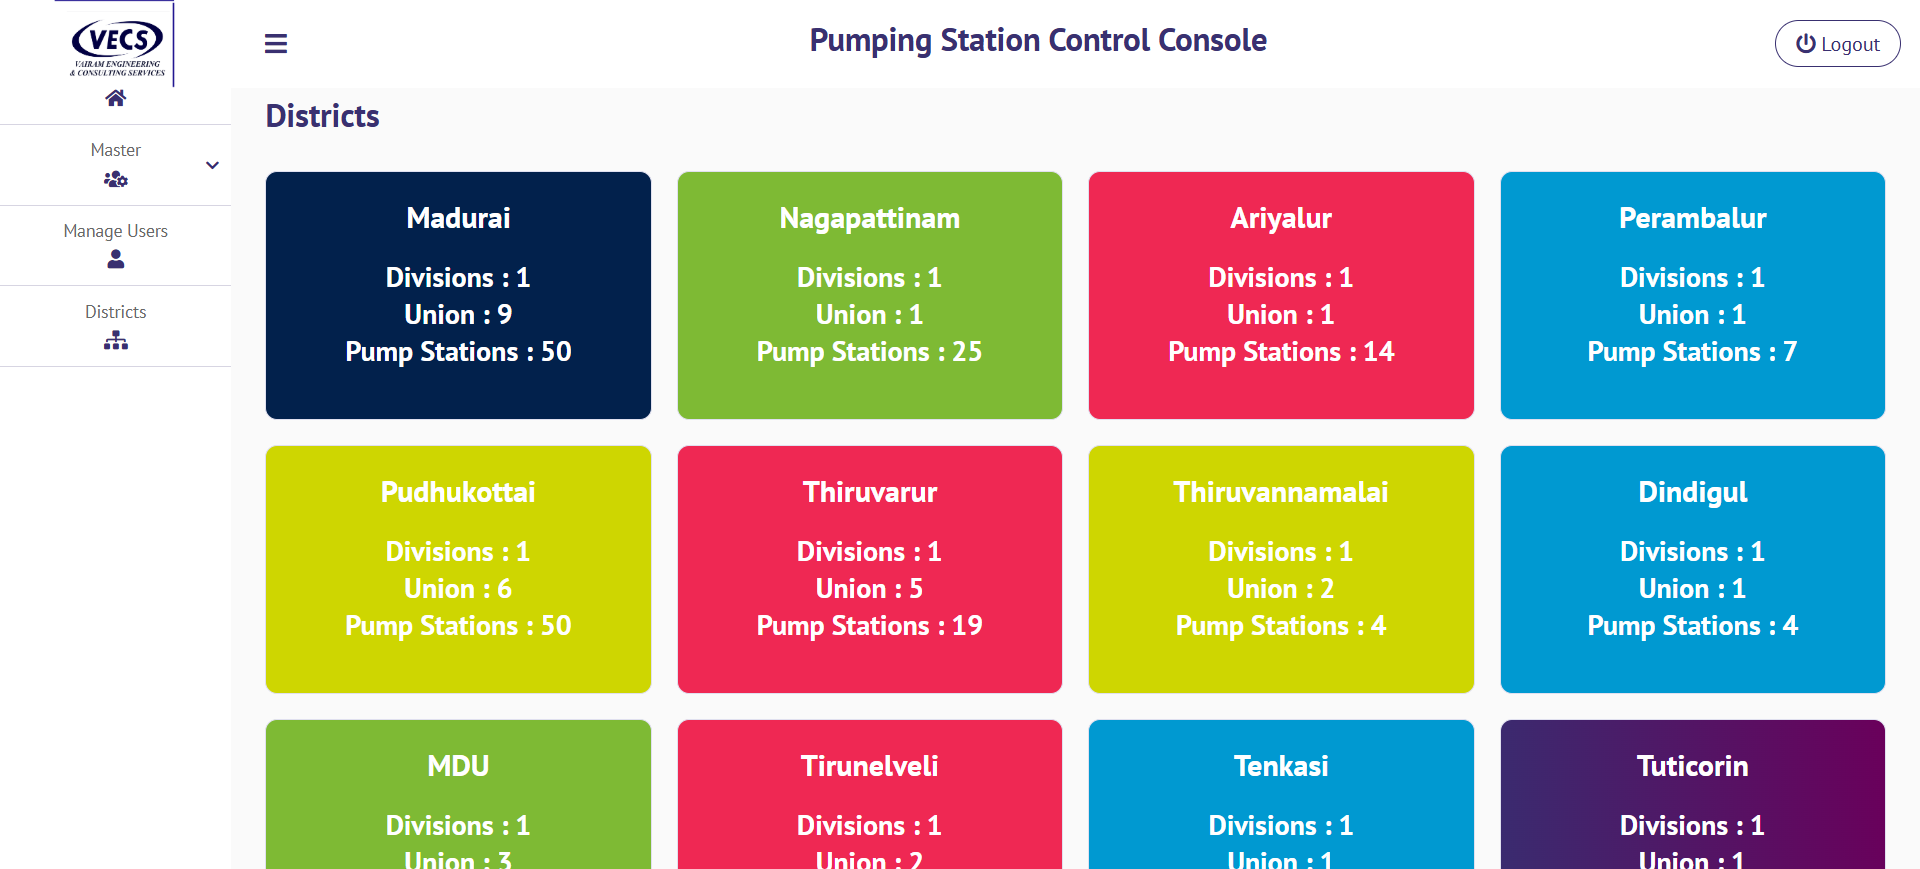 VECS
VAIRAM ENGINEERING
& CONSULTING SERVICES
Pumping Station Control Console
Logout
Master
Manage Users
Districts
Districts
Madurai
Divisions : 1
Union : 9
Pump Stations : 50
Nagapattinam
Divisions : 1
Union : 1
Pump Stations : 25
Ariyalur
Divisions : 1
Union : 1
Pump Stations : 14
Perambalur
Divisions : 1
Union : 1
Pump Stations : 7
Pudhukottai
Divisions : 1
Union : 6
Pump Stations : 50
Thiruvarur
Divisions : 1
Union : 5
Pump Stations : 19
Thiruvannamalai
Divisions : 1
Union : 2
Pump Stations : 4
Dindigul
Divisions : 1
Union : 1
Pump Stations : 4
MDU
Divisions : 1
Union : 3
Tirunelveli
Divisions : 1
Union : 2
Tenkasi
Divisions : 1
Union : 1
Tuticorin
Divisions : 1
Union : 1